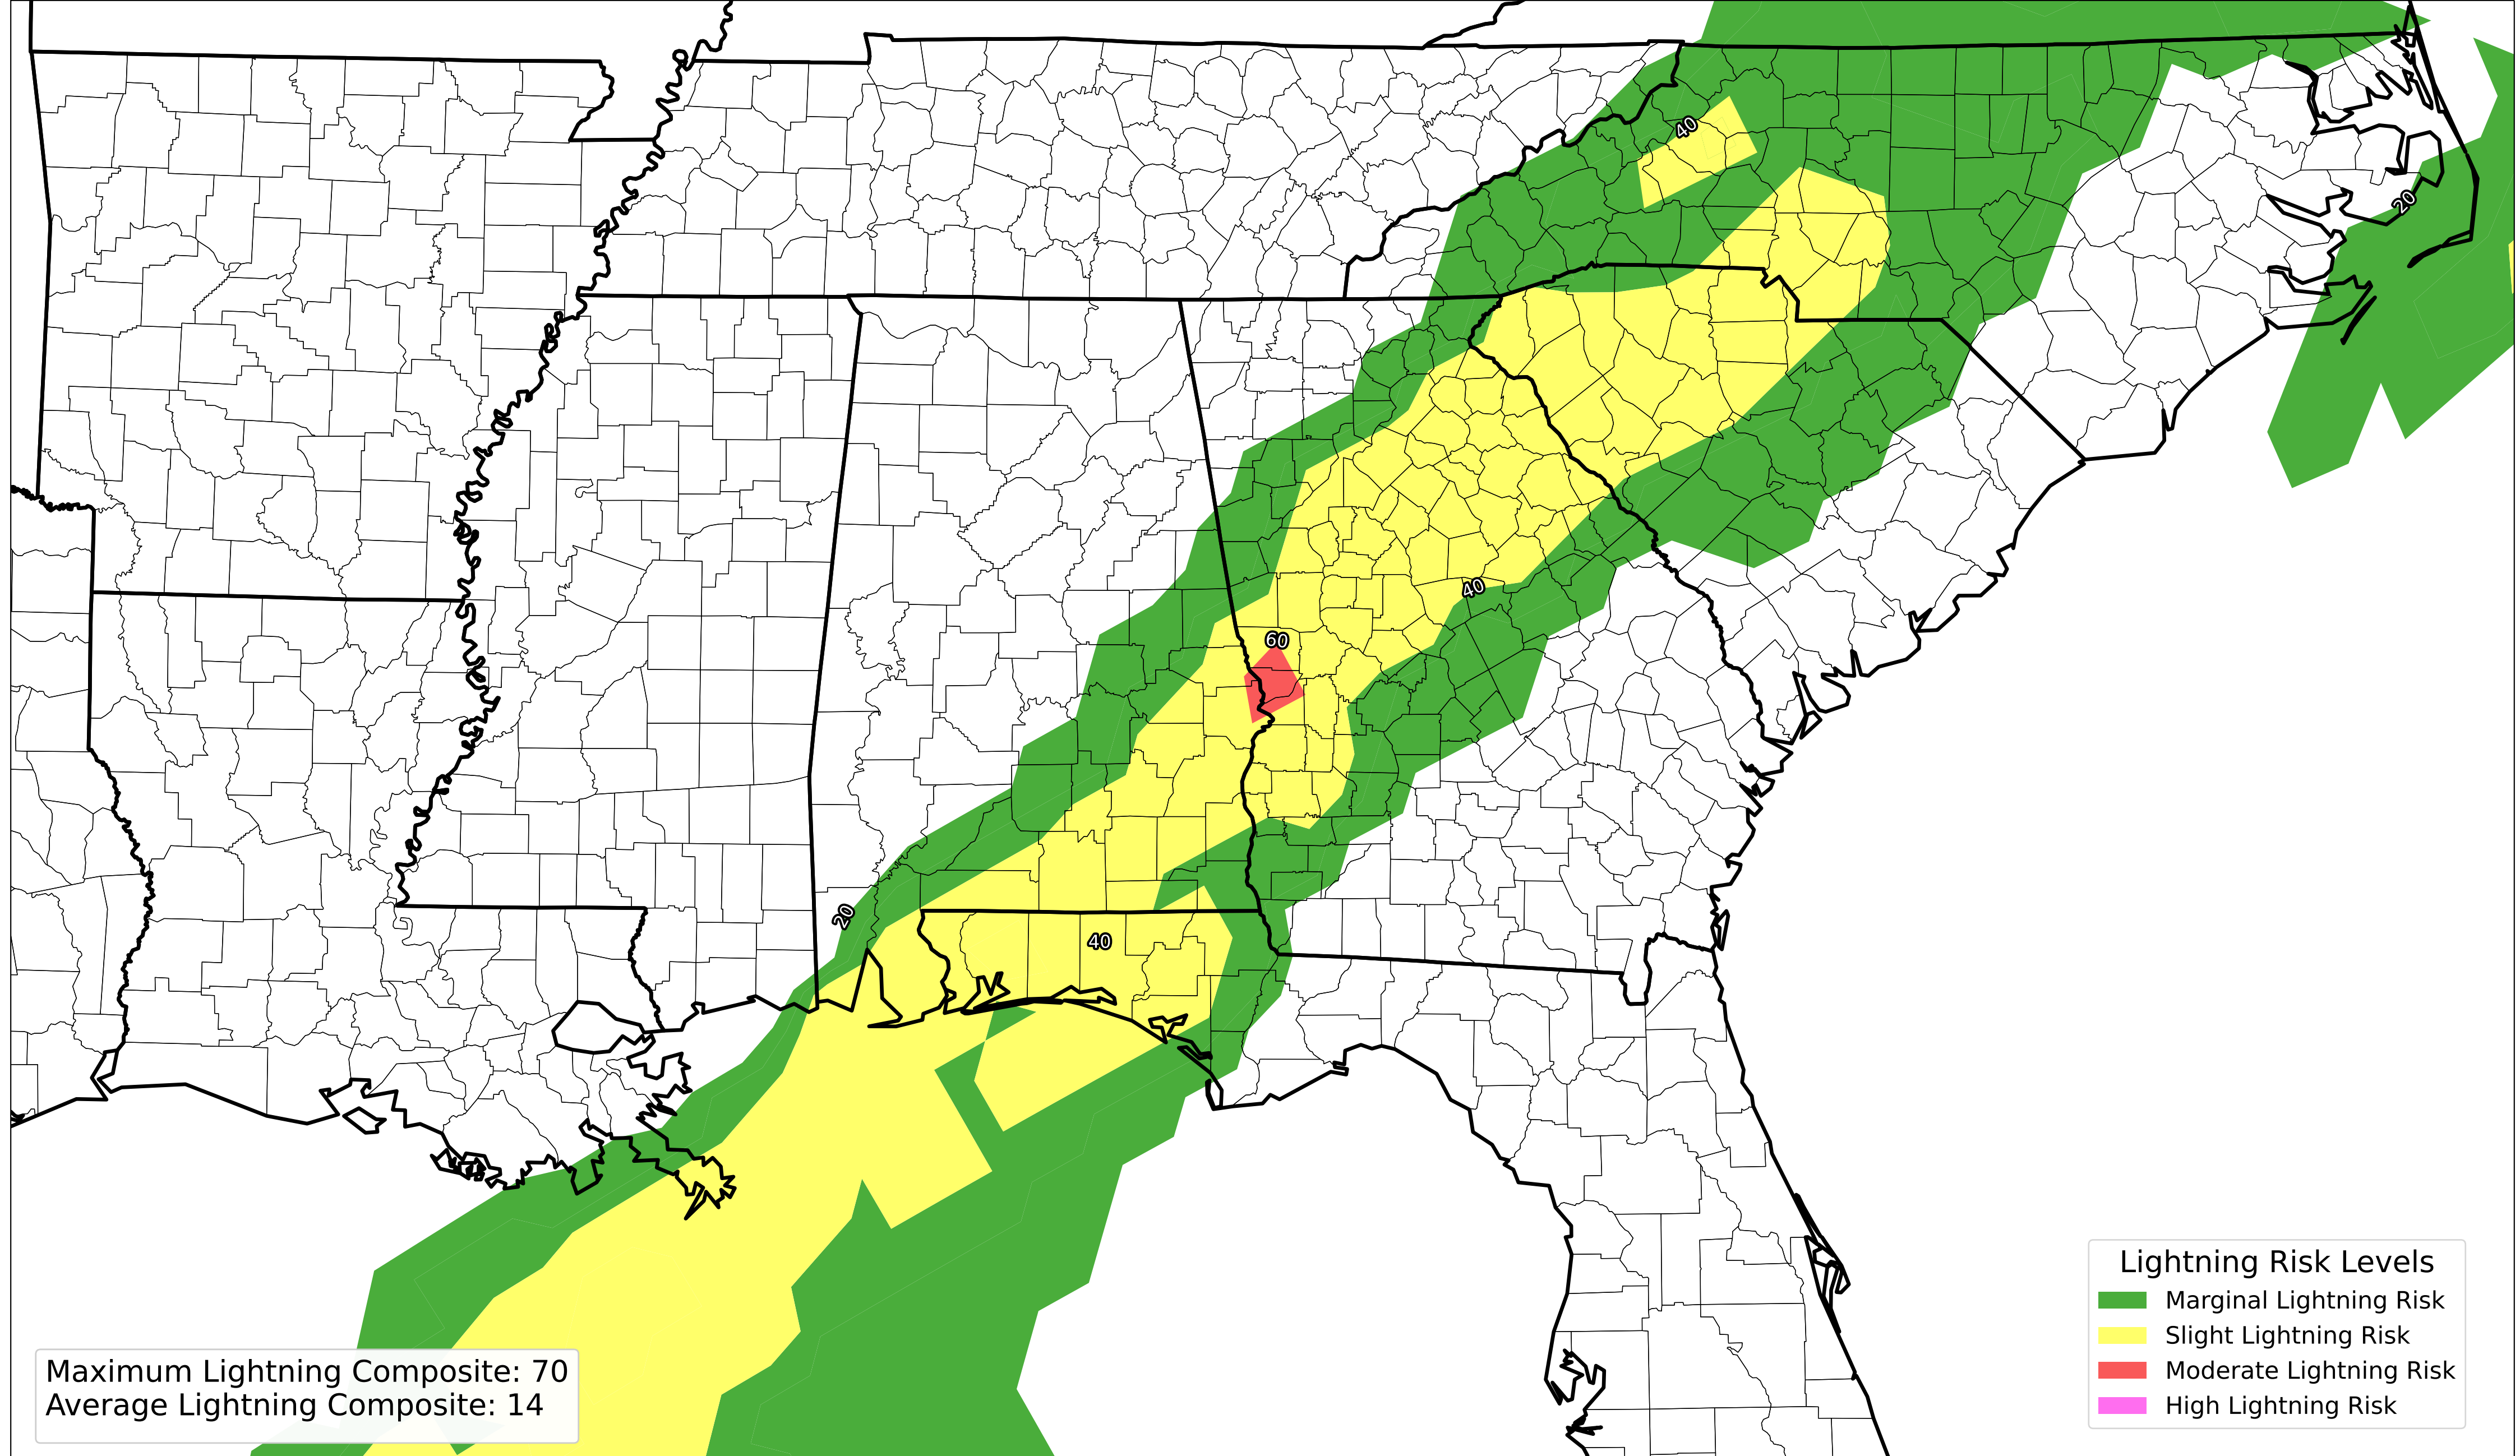 40
20
40
60
20
40
Lightning Risk Levels
Marginal Lightning Risk
Slight Lightning Risk
Moderate Lightning Risk
High Lightning Risk
Maximum Lightning Composite: 70
Average Lightning Composite: 14